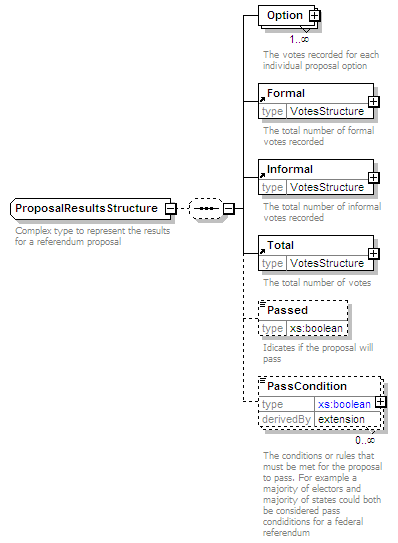 Option
1..∞
The votes recorded for each
individual proposal option
Formal
type VotesStructure
The total number of formal
votes recorded
Informal
type VotesStructure
The total number of informal
votes recorded
ProposalResultsStructure
Complex type to represent the results
for a referendum proposal
Total
type VotesStructure
The total number of votes
Passed
type xs:boolean
Idicates if the proposal will
pass
PassCondition
type xs:boolean
derivedBy extension
0..∞
The conditions or rules that
must be met for the proposal
to pass. For example a
majority of electors and
majority of states could both
be considered pass
condiditions for a federal
referendum